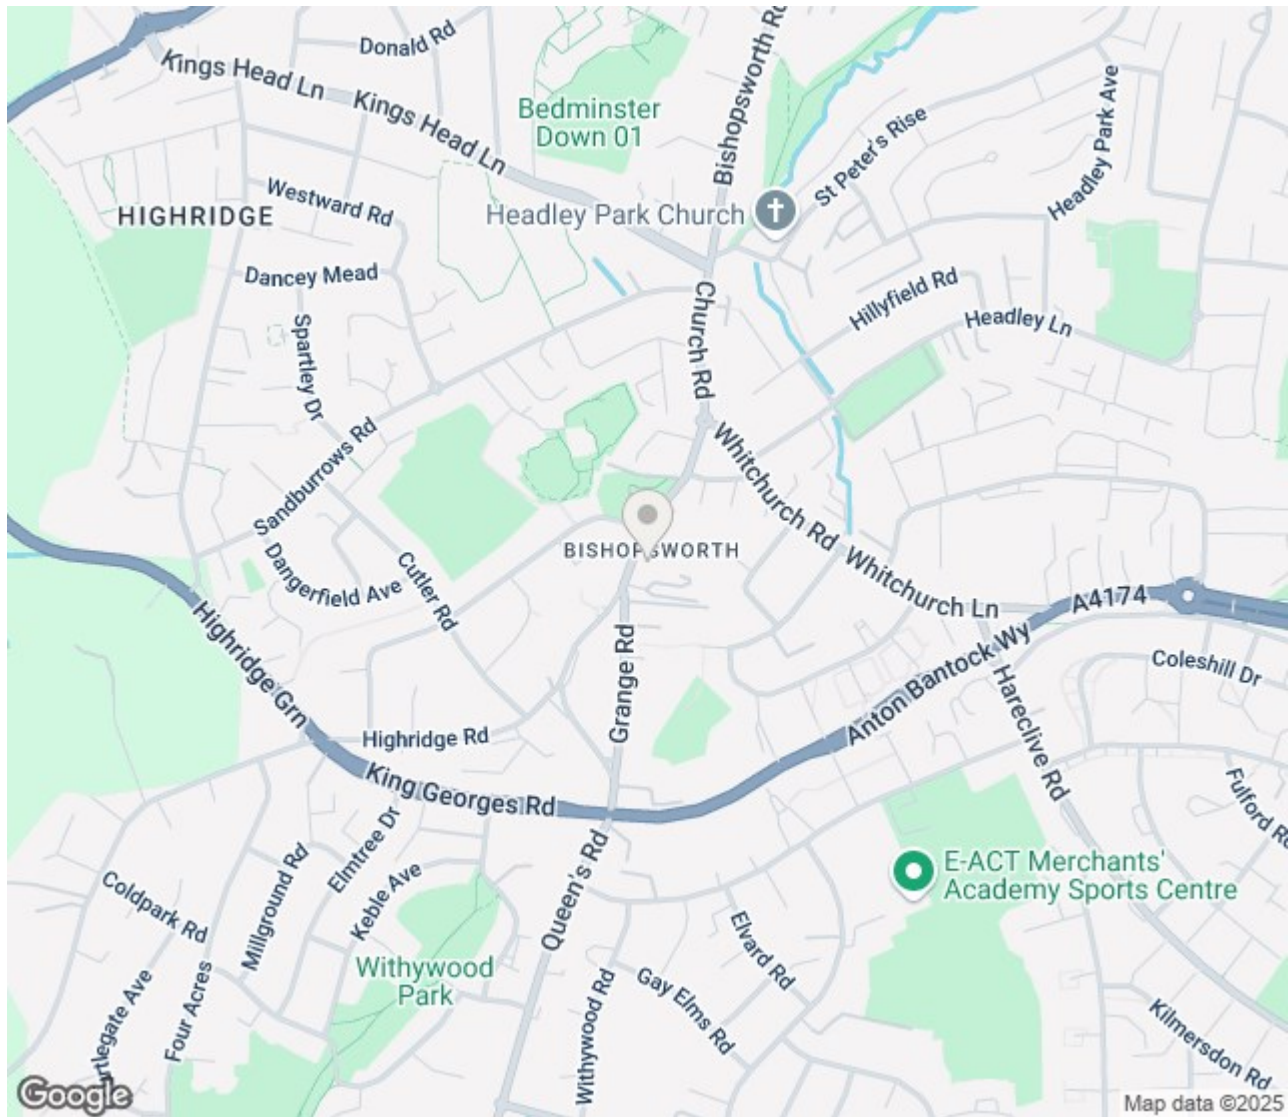 Donald Rd
Kings Head Ln
Kings Head Ln
Bedminster
Down 01
Bishopsworth Rd
St Peter's Rise
Headley Park Ave
Westward Rd
HIGHRIDGE
Headley Park Church
Dancey Mead
Church Rd
Hillyfield Rd
Headley Ln
Spartley Dr
Sandburrows Rd
Whitchurch Rd
BISHOPSWORTH
Dangerfield Ave
Cutler Rd
Whitchurch Ln
A4174
Highridge Grn
Grange Rd
Anton Bantock Wy
Coleshill Dr
Hareclive Rd
Highridge Rd
King Georges Rd
Fulford Rd
Elmtree Dr
Millground Rd
Keble Ave
Queen's Rd
E-ACT Merchants'
Academy Sports Centre
Coldpark Rd
Elvard Rd
Withywood
Park
Four Acres
Withywood Rd
Gay Elms Rd
Kilmersdon Rd
Google
Map data ©2025